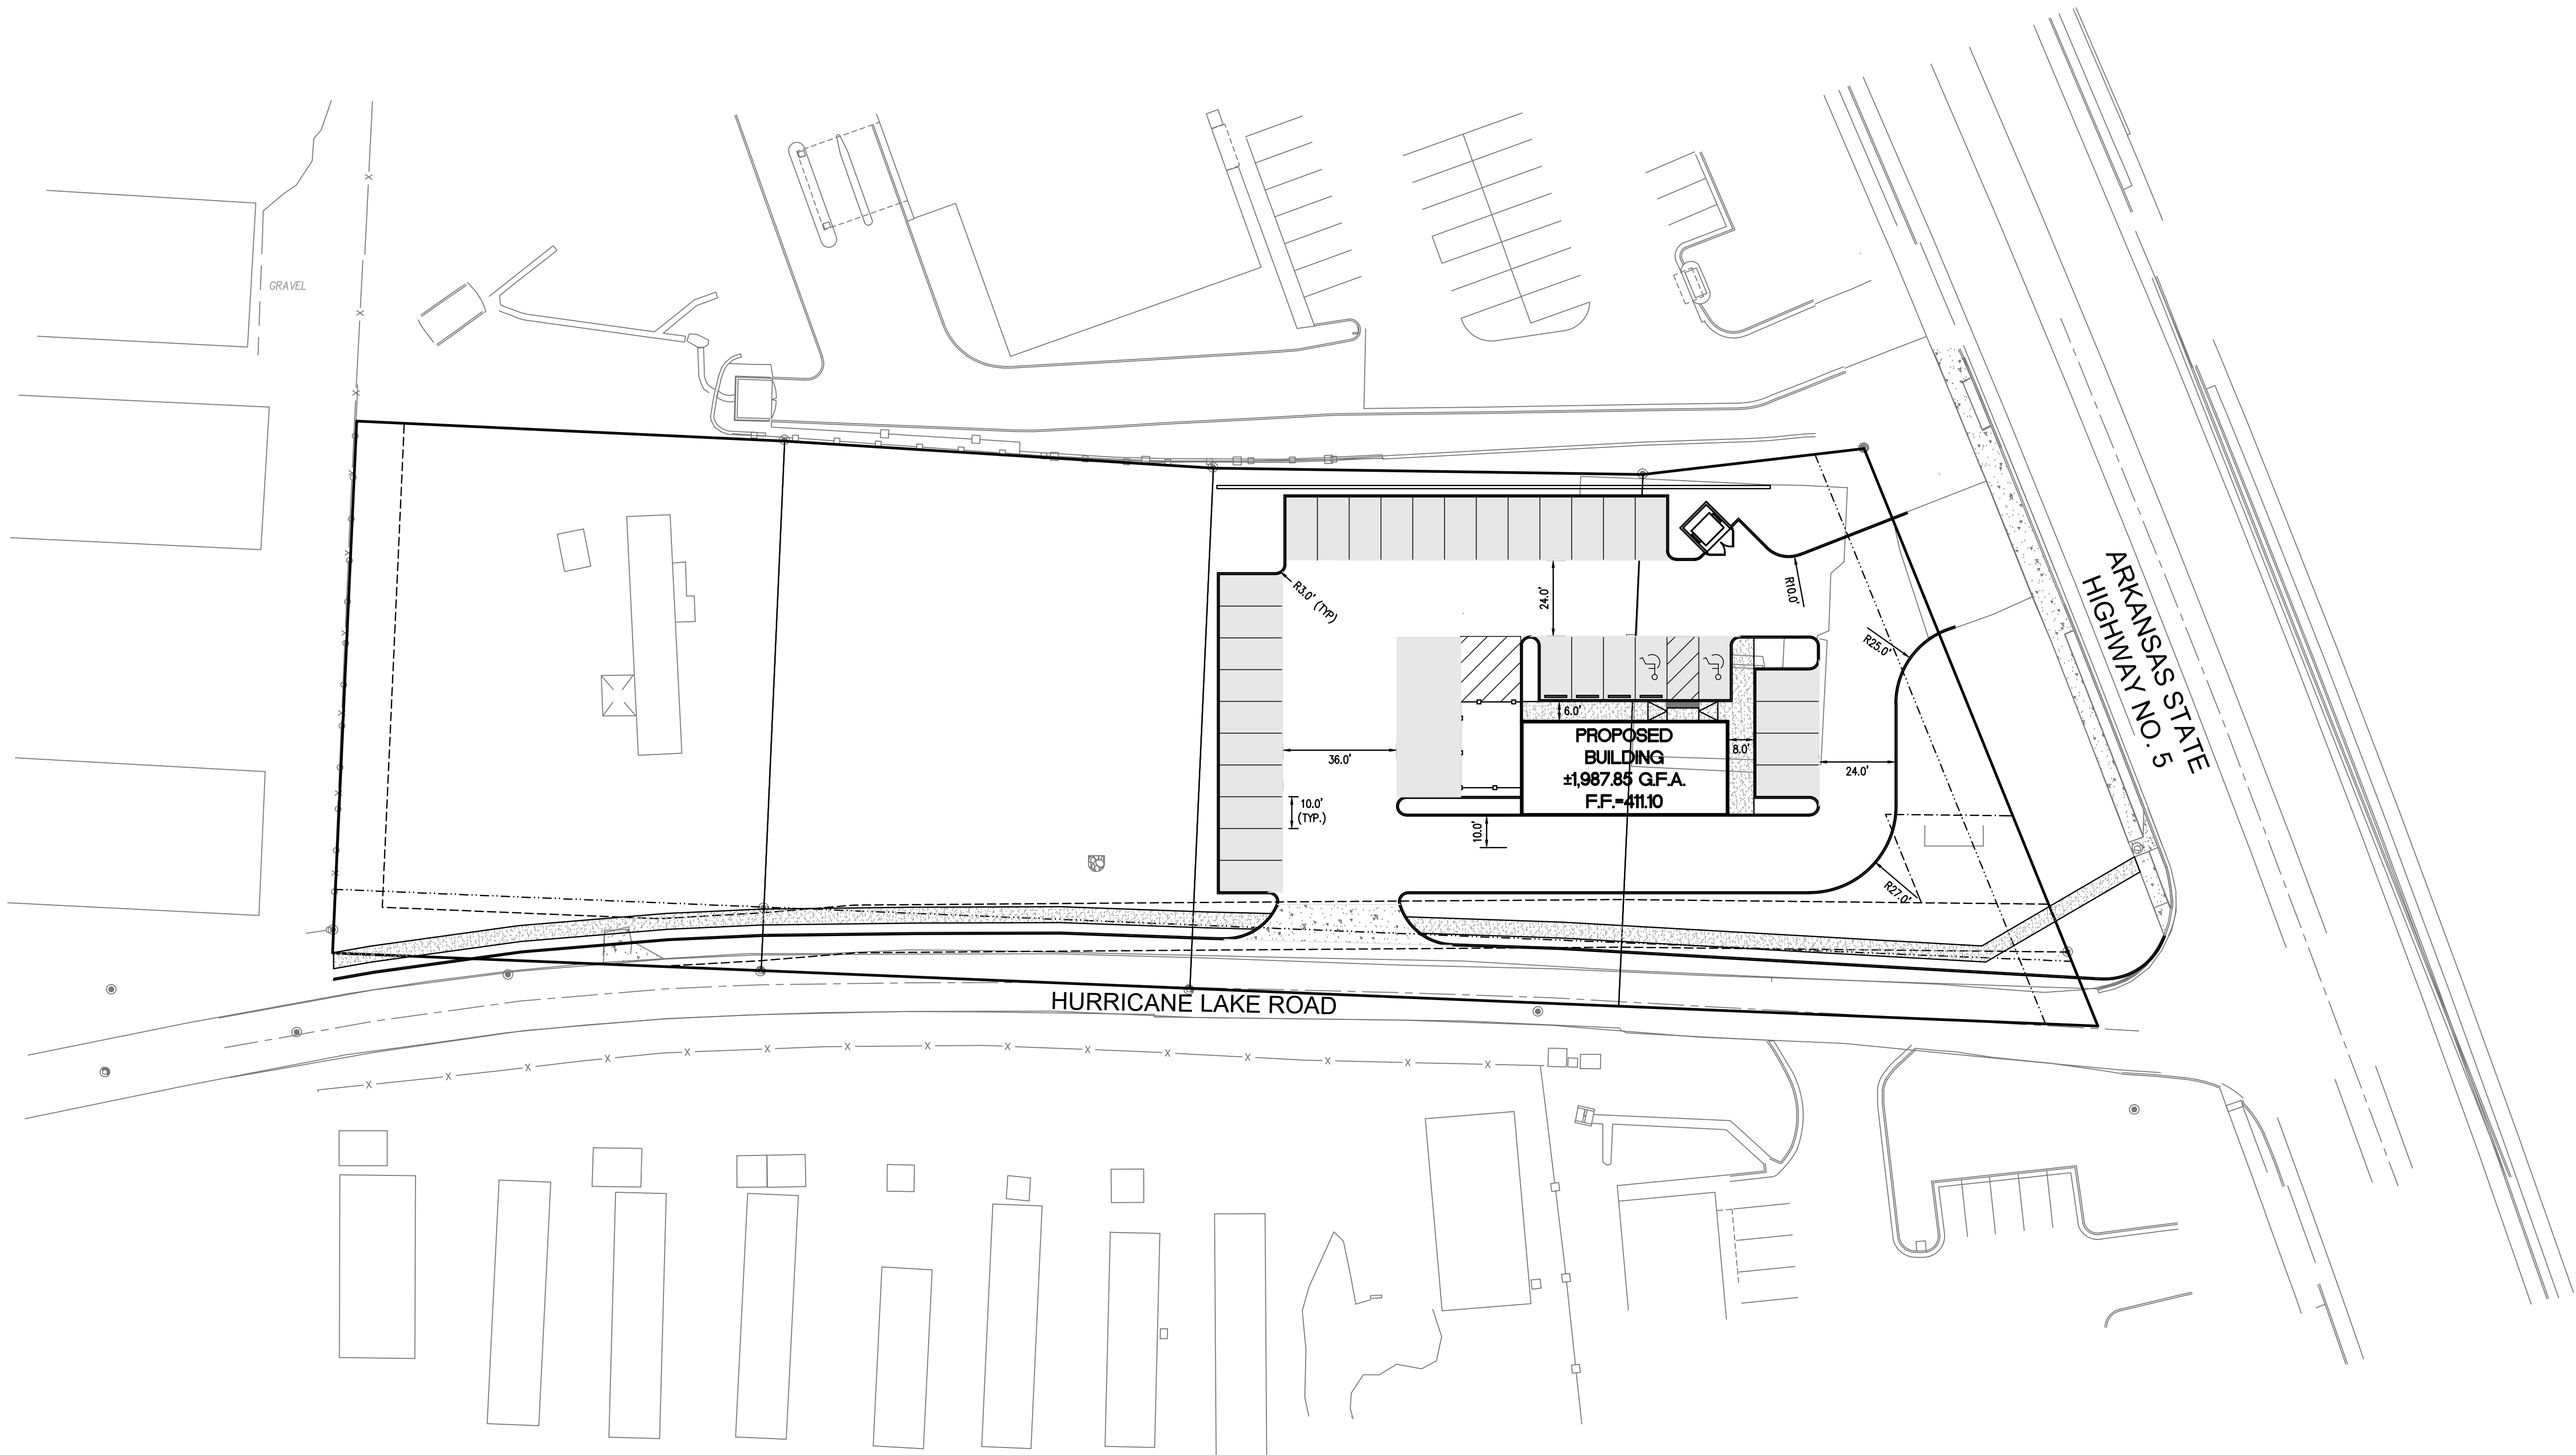 GRAVEL
R3.0' (TYP)
24.0'
R10.0'
R25.0'
ARKANSAS STATE
HIGHWAY NO. 5
6.0'
PROPOSED
BUILDING
±1,987.85 G.F.A.
F.F.=411.10
8.0'
36.0'
24.0'
10.0'
(TYP.)
10.0'
R27.0'
HURRICANE LAKE ROAD